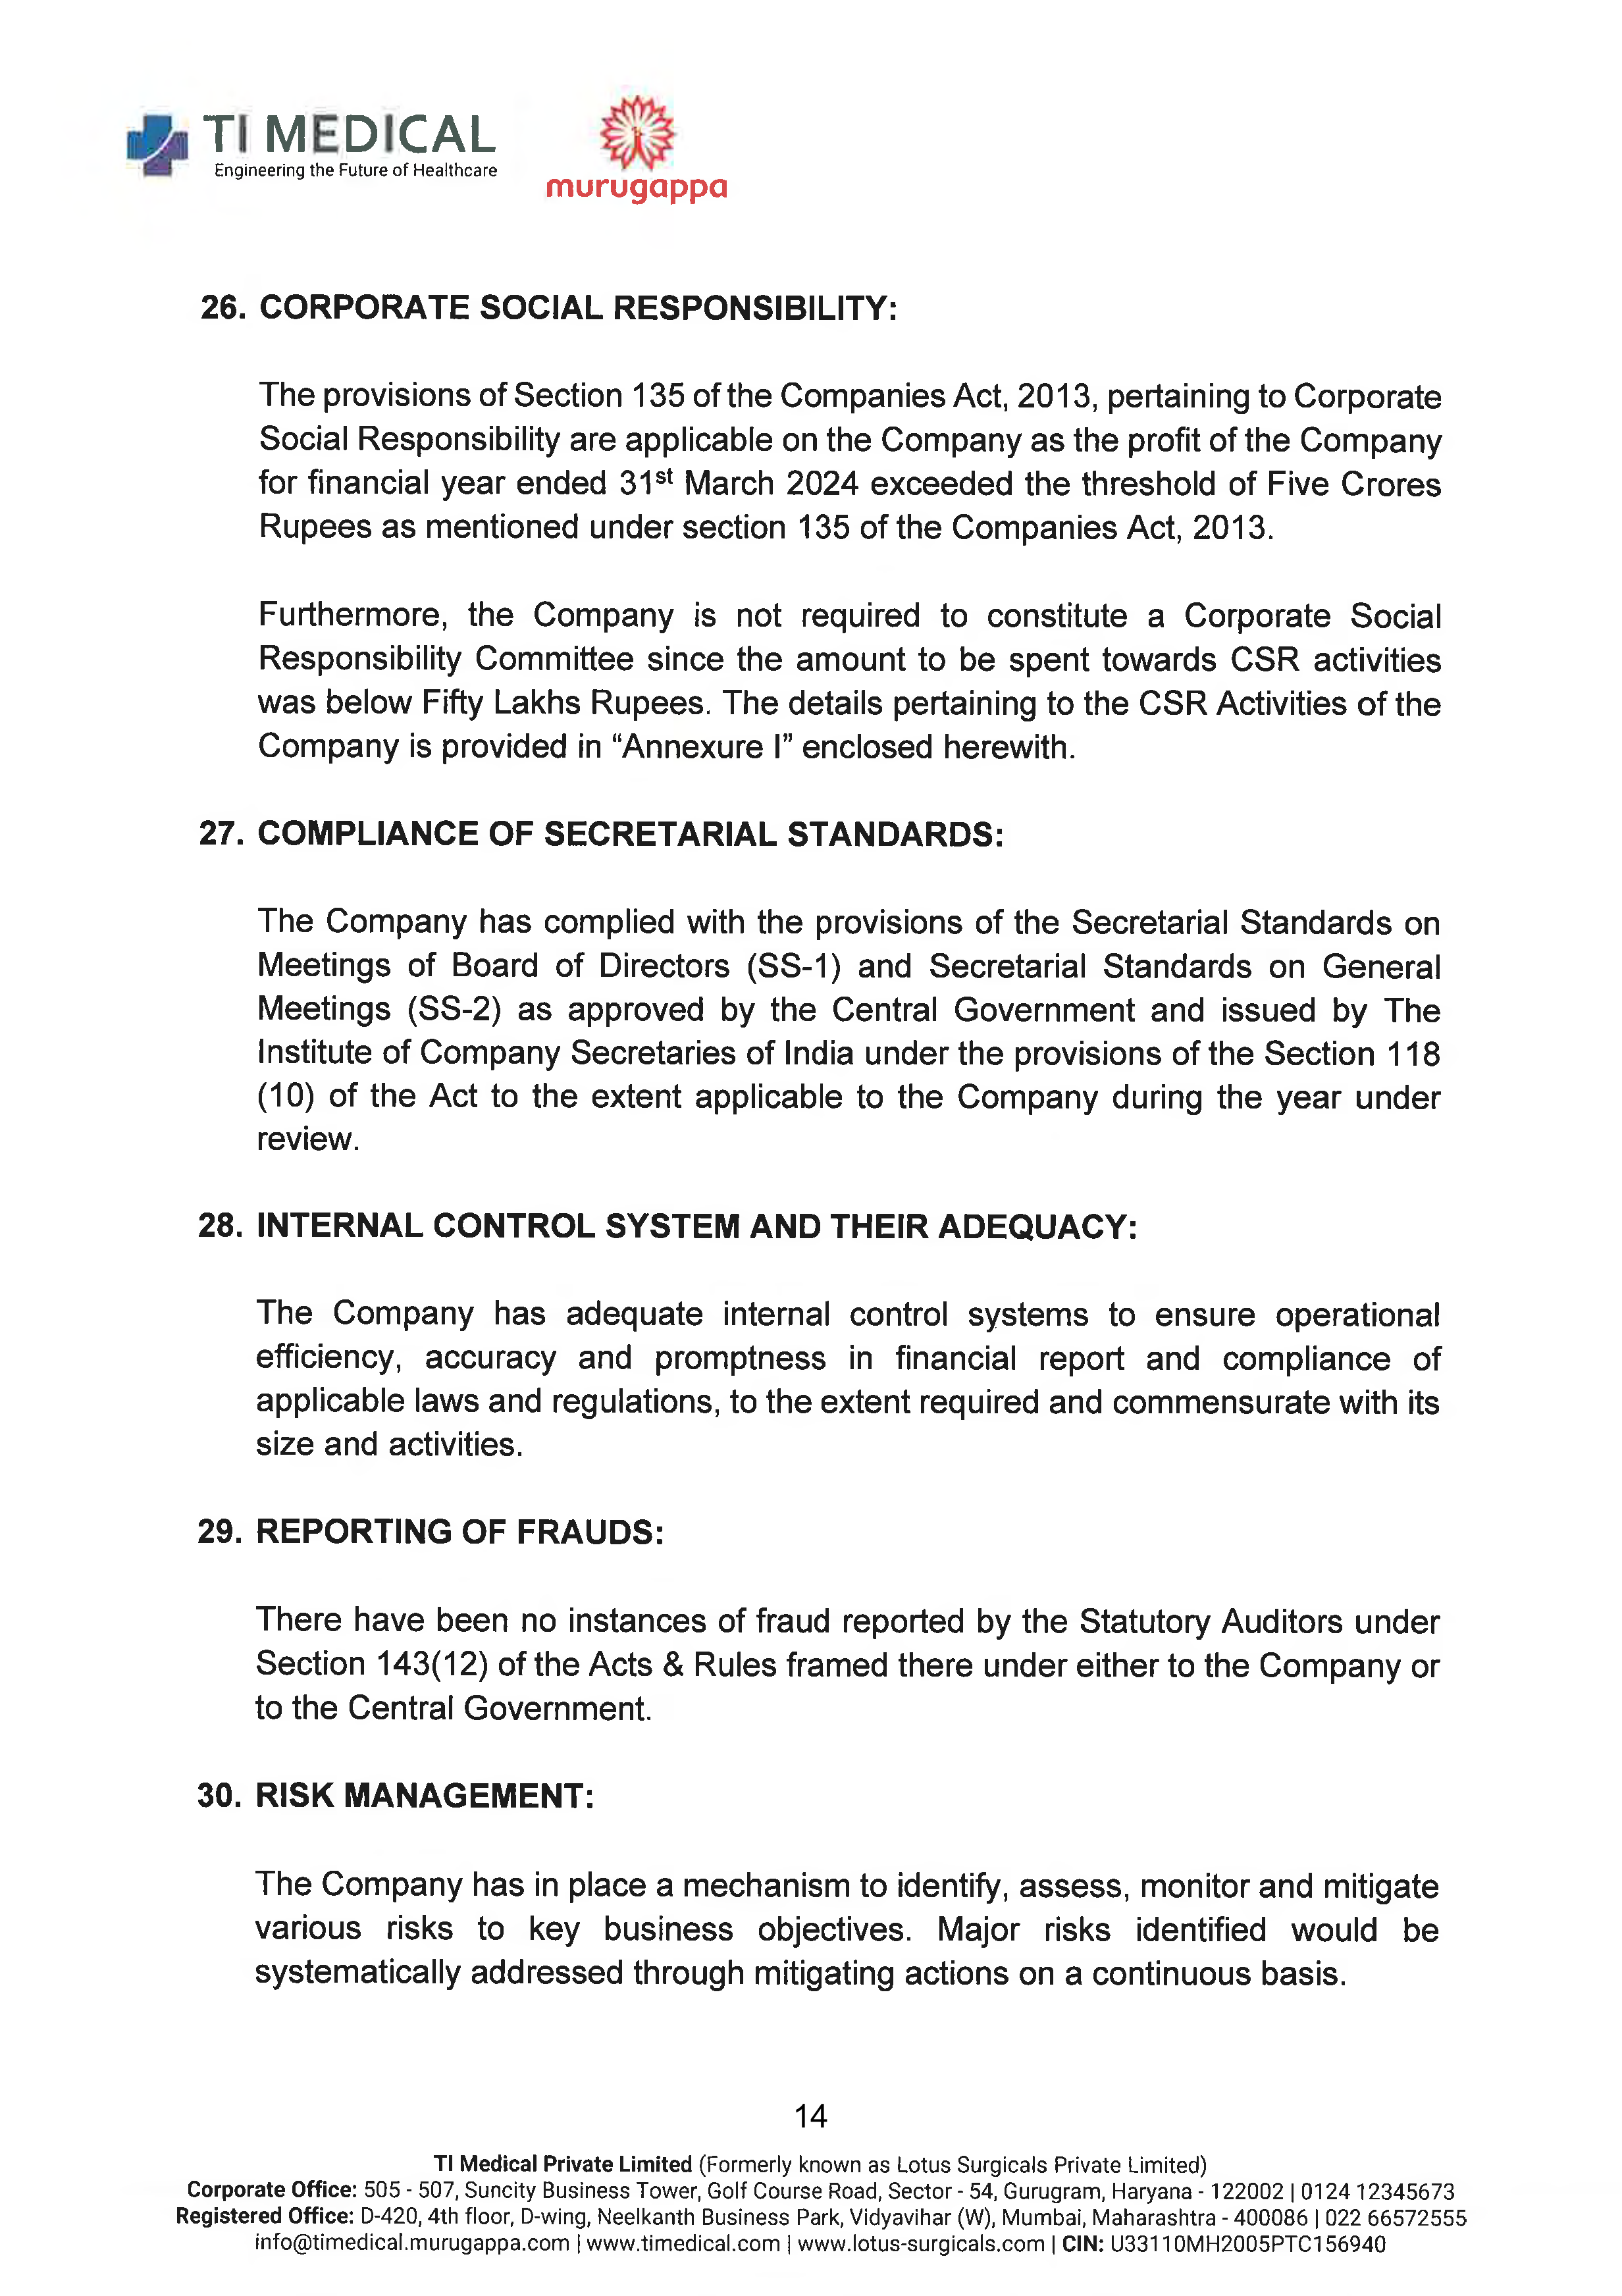 TI MEDICAL
Engineering the Future of Healthcare
murugappa
26. CORPORATE SOCIAL RESPONSIBILITY:
The provisions of Section 135 of the Companies Act, 2013, pertaining to Corporate
Social Responsibility are applicable on the Company as the profit of the Company
for financial year ended 31st March 2024 exceeded the threshold of Five Crores
Rupees as mentioned under section 135 of the Companies Act, 2013.
Furthermore, the Company is not required to constitute a Corporate Social
Responsibility Committee since the amount to be spent towards CSR activities
was below Fifty Lakhs Rupees. The details pertaining to the CSR Activities of the
Company is provided in “Annexure I” enclosed herewith.
27. COMPLIANCE OF SECRETARIAL STANDARDS:
The Company has complied with the provisions of the Secretarial Standards on
Meetings of Board of Directors (SS-1) and Secretarial Standards on General
Meetings (SS-2) as approved by the Central Government and issued by The
Institute of Company Secretaries of India under the provisions of the Section 118
(10) of the Act to the extent applicable to the Company during the year under
review.
28. INTERNAL CONTROL SYSTEM AND THEIR ADEQUACY:
The Company has adequate internal control systems to ensure operational
efficiency, accuracy and promptness in financial report and compliance of
applicable laws and regulations, to the extent required and commensurate with its
size and activities.
29. REPORTING OF FRAUDS:
There have been no instances of fraud reported by the Statutory Auditors under
Section 143(12) of the Acts & Rules framed there under either to the Company or
to the Central Government.
30. RISK MANAGEMENT:
The Company has in place a mechanism to identify, assess, monitor and mitigate
various risks to key business objectives. Major risks identified would be
systematically addressed through mitigating actions on a continuous basis.
14
TI Medical Private Limited (Formerly known as Lotus Surgicals Private Limited)
Corporate Office: 505 - 507, Suncity Business Tower, Golf Course Road, Sector - 54, Gurugram, Haryana - 122002 | 0124 12345673
Registered Office: D-420, 4th floor, D-wing, Neelkanth Business Park, Vidyavihar (W), Mumbai, Maharashtra - 400086 | 022 66572555
info@timedical.murugappa.com | www.timedical.com | www.lotus-surgicals.com | CIN: U33110MH2005PTC156940